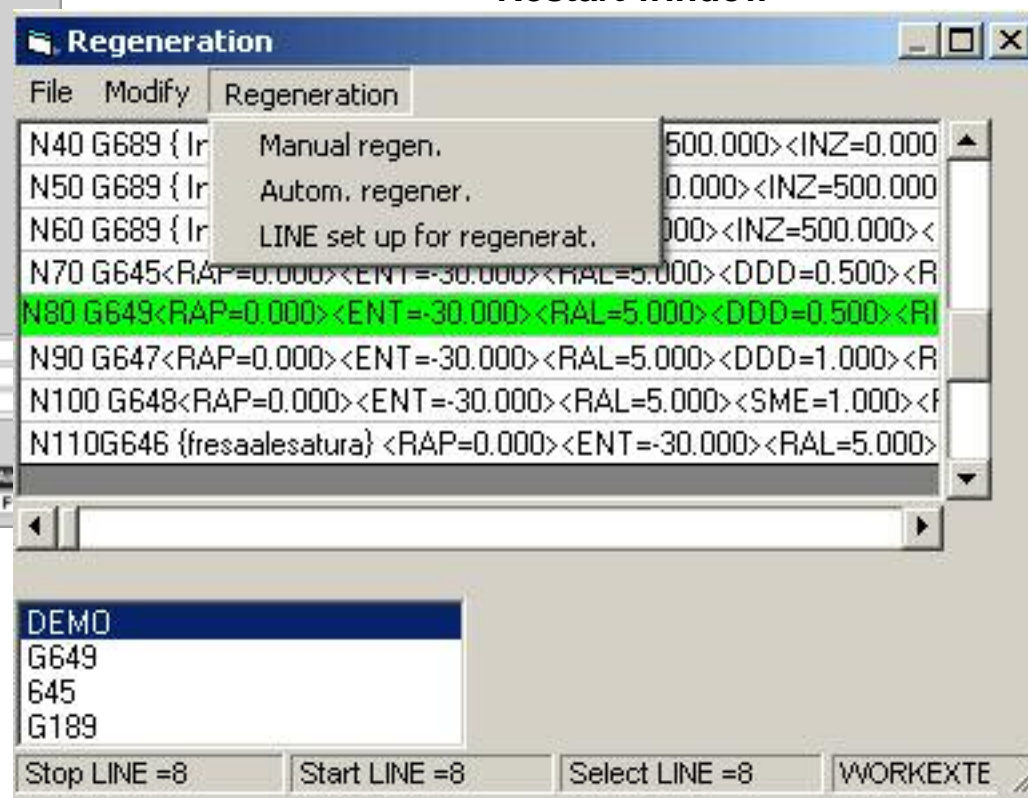 Regeneration
File Modify Regeneration
Manual regen.
Autom. regener.
LINE set up for regenerat.
N40 G689 { Ir 500.000><INZ=0.000
N50 G689 { Ir 0.000><INZ=500.000
N60 G689 { Ir 000><INZ=500.000><
N70 G645<RAP=0.000><ENT=-30.000><RAL=5.000><DDD=0.500><R
N80 G649<RAP=0.000><ENT=-30.000><RAL=5.000><DDD=0.500><RI
N90 G647<RAP=0.000><ENT=-30.000><RAL=5.000><DDD=1.000><R
N100 G648<RAP=0.000><ENT=-30.000><RAL=5.000><SME=1.000><F
N110G646 {fresaalesatura} <RAP=0.000><ENT=-30.000><RAL=5.000>
DEMO
G649
645
G189
Stop LINE =8 Start LINE =8 Select LINE =8 WORKEXTE